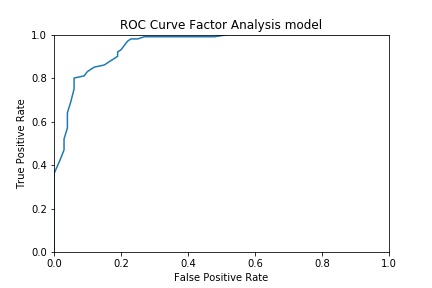 ROC Curve Factor Analysis model
1.0
0.8
0.6
0.4
0.2
0.0
True Positive Rate
0.0 0.2 0.4 0.6 0.8 1.0
False Positive Rate